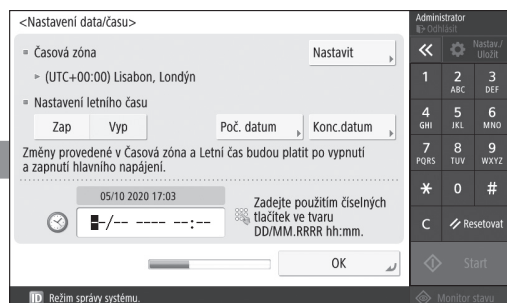 <Nastavení data/času>
Časová zóna
Nastavit
(UTC+00:00) Lisabon, Londýn
Nastavení letního času
Zap
Vyp
Poč. datum
Konc.datum
Změny provedené v Časová zóna a Letní čas budou platit po vypnutí
a zapnutí hlavního napájení.
05/10 2020 17:03
-/-- ---- --:--
Zadejte použitím číselných
tlačítek ve tvaru
DD/MM.RRRR hh:mm.
OK
ID Režim správy systému.
Administrator
Odhlásit
Nastav./
Uložit
1
2
ABC
3
DEF
4
GHI
5
JKL
6
MNO
7
PQRS
8
TUV
9
WXYZ
*
0
#
C
Resetovat
Start
Monitor stavu